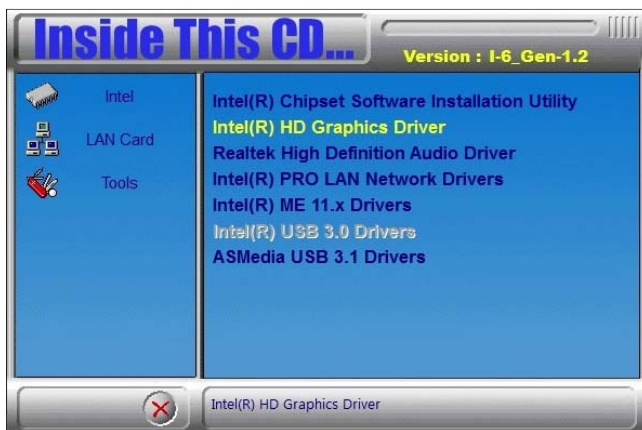 Inside This CD...
Version : I-6_Gen-1.2
Intel
LAN Card
Tools
Intel(R) Chipset Software Installation Utility
Intel(R) HD Graphics Driver
Realtek High Definition Audio Driver
Intel(R) PRO LAN Network Drivers
Intel(R) ME 11.x Drivers
Intel(R) USB 3.0 Drivers
ASMedia USB 3.1 Drivers
Intel(R) HD Graphics Driver